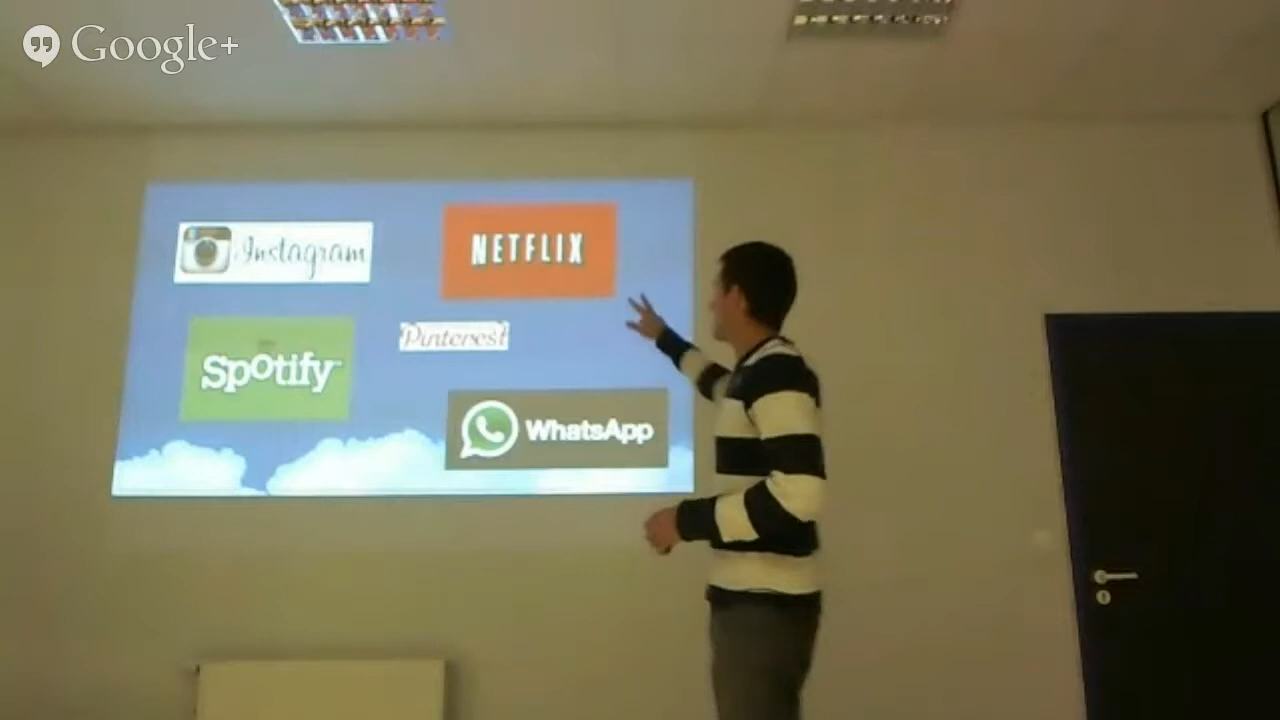 Google+
Instagram
NETFLIX
Spotify
Pinterest
WhatsApp